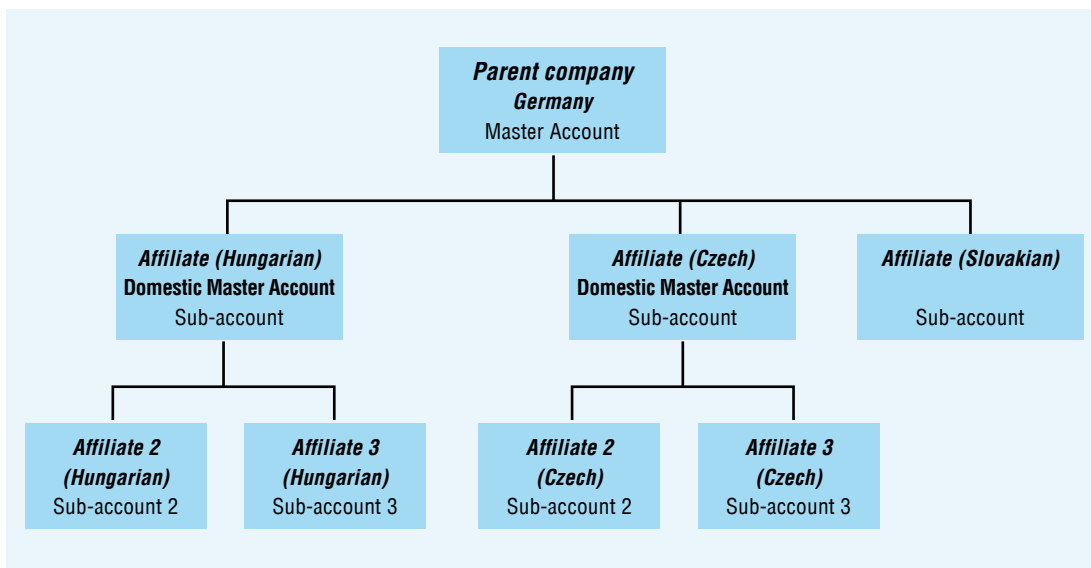 Parent company
Germany
Master Account
Affiliate (Hungarian)
Domestic Master Account
Sub-account
Affiliate (Czech)
Domestic Master Account
Sub-account
Affiliate (Slovakian)
Sub-account
Affiliate 2
(Hungarian)
Sub-account 2
Affiliate 3
(Hungarian)
Sub-account 3
Affiliate 2
(Czech)
Sub-account 2
Affiliate 3
(Czech)
Sub-account 3